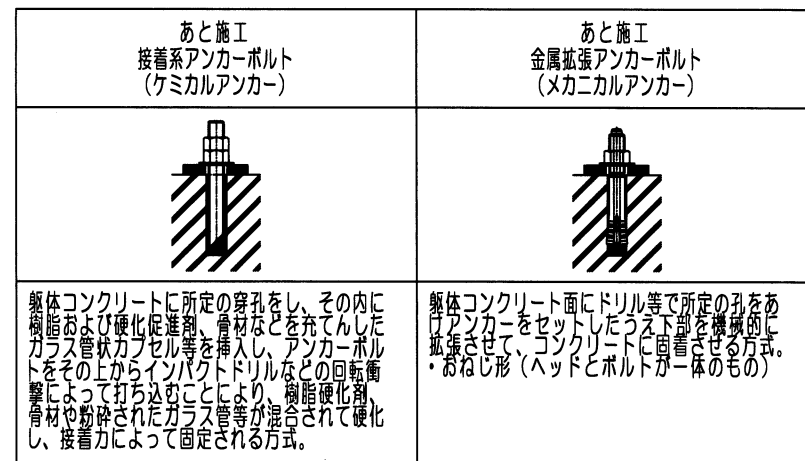 あと施工
接着系アンカーボルト
(ケミカルアンカー)
あと施工
金属拡張アンカーボルト
(メカニカルアンカー)
躯体コンクリートに所定の穿孔をし、その内に
樹脂および硬化促進剤、骨材などを充てんした
ガラス管状カプセル等を挿入し、アンカーボル
トをその上からインパクトドリルなどの回転衝
撃によって打ち込むことにより、樹脂硬化剤、
骨材や粉砕されたガラス管等が混合されて硬化
し、接着力によって固定される方式。
躯体コンクリート面にドリル等で所定の孔をあ
けアンカーをセットしたうえ下部を機械的に
拡張させて、コンクリートに固着させる方式。
・おねじ形(ヘッドとボルトが一体のもの)